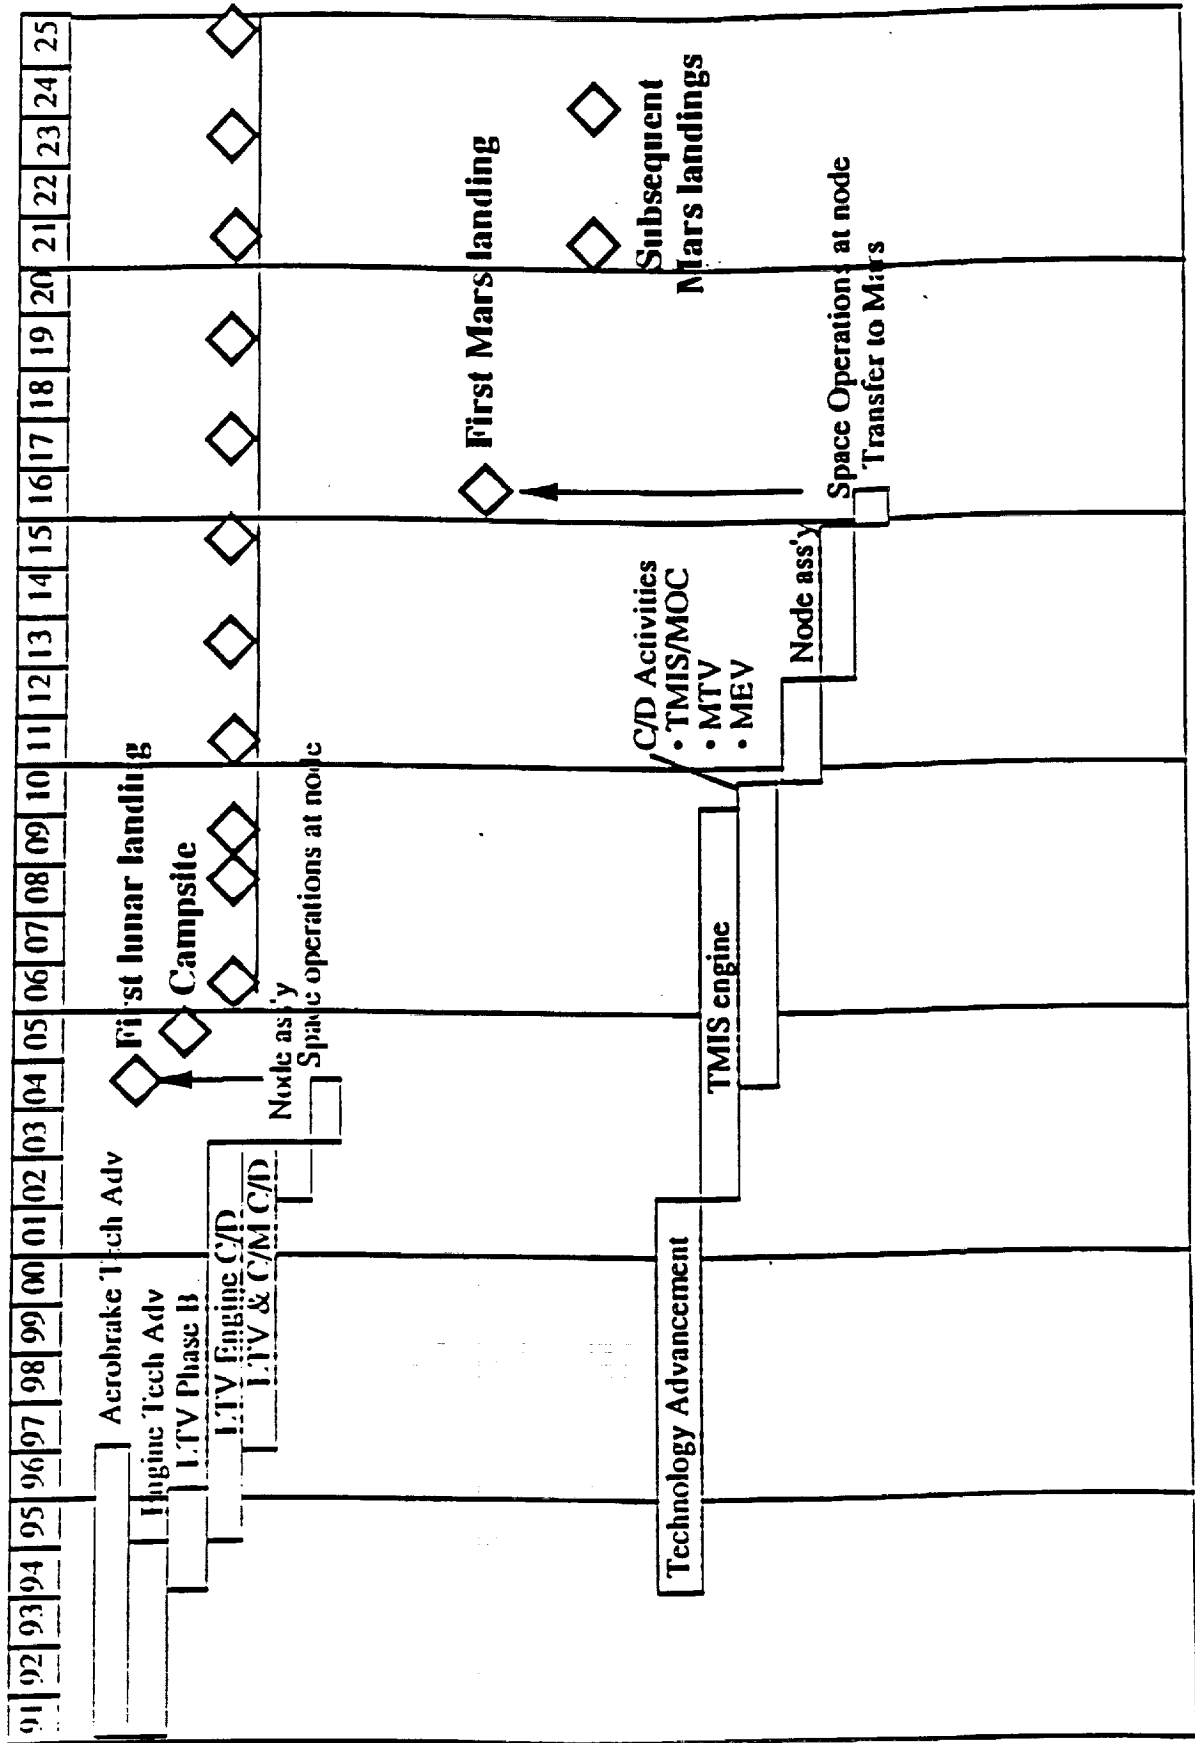 91 92 93 94 95 96 97 98 99 00 01 02 03 04 05 06 07 08 09 10 11 12 13 14 15 16 17 18 19 20 21 22 23 24 25
Aerobrake Tech Adv
Engine Tech Adv
LTV Phase B
LTV Engine C/D
LTV & C/M C/D
Node ass'y
Space operations at node
First lunar landing
Campsite
First Mars landing
Subsequent
Mars landings
Technology Advancement
TMIS engine
C/D Activities
• TMIS/MOC
• MTV
• MEV
Node ass'y
Space Operations at node
Transfer to Mars